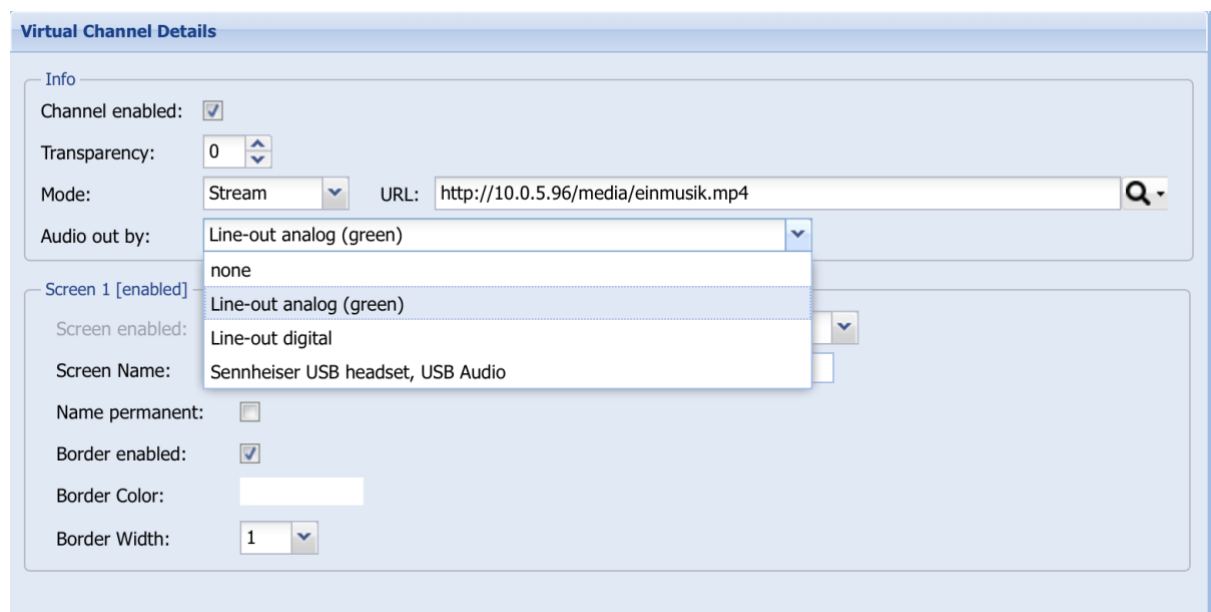 Virtual Channel Details
Info
Channel enabled:
Transparency: 0
Mode: Stream URL: http://10.0.5.96/media/einmusik.mp4
Audio out by: Line-out analog (green)
none
Line-out analog (green)
Line-out digital
Sennheiser USB headset, USB Audio
Screen 1 [enabled]
Screen enabled:
Screen Name:
Name permanent:
Border enabled:
Border Color:
Border Width: 1